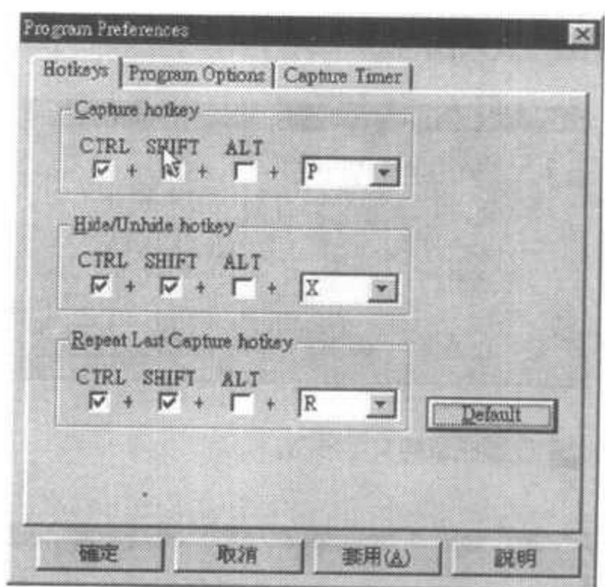 Program Preferences
Hotkeys Program Options Capture Timer
Capture hotkey
CTRL SHIFT ALT
+ + + P
Hide/Unhide hotkey
CTRL SHIFT ALT
+ + + X
Repeat Last Capture hotkey
CTRL SHIFT ALT
+ + + R
Default
確定 取消 套用(A) 說明